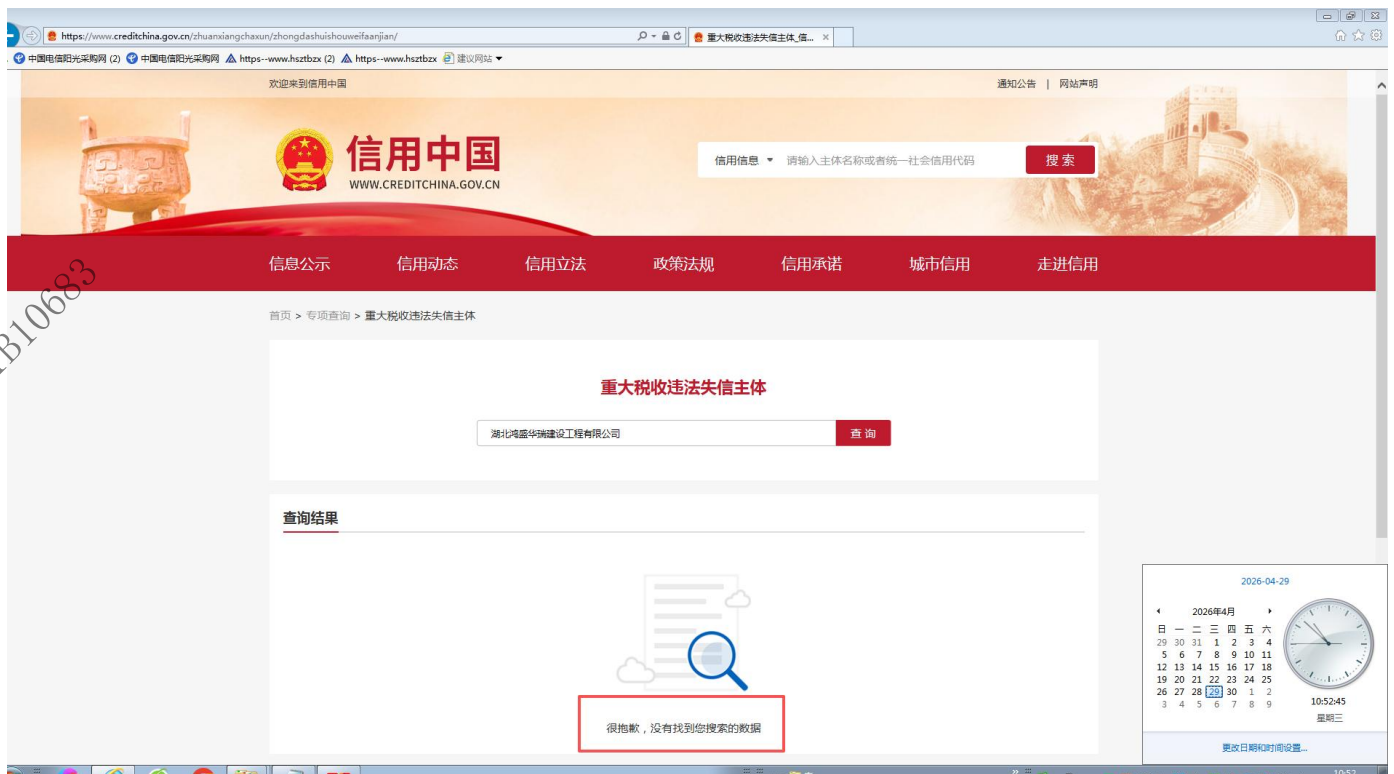 https://www.creditchina.gov.cn/zhuanxiangchaxun/zhongdashuishouweifaanjian/
重大税收违法失信主体_信...
中国电信阳光采购网 (2) 中国电信阳光采购网 https--www.hsztbzx (2) https--www.hsztbzx 建议网站
欢迎来到信用中国
通知公告 | 网站声明
信用中国
WWW.CREDITCHINA.GOV.CN
信用信息 请输入主体名称或者统一社会信用代码 搜索
信息公示 信用动态 信用立法 政策法规 信用承诺 城市信用 走进信用
B10683
首页 > 专项查询 > 重大税收违法失信主体
重大税收违法失信主体
湖北鸿盛华瑞建设工程有限公司 查询
查询结果
很抱歉，没有找到您搜索的数据
2026-04-29
2026年4月
日 一 二 三 四 五 六
29 30 31 1 2 3 4
5 6 7 8 9 10 11
12 13 14 15 16 17 18
19 20 21 22 23 24 25
26 27 28 29 30 1 2
3 4 5 6 7 8 9
10:52:45
星期三
更改日期和时间设置...
10:52